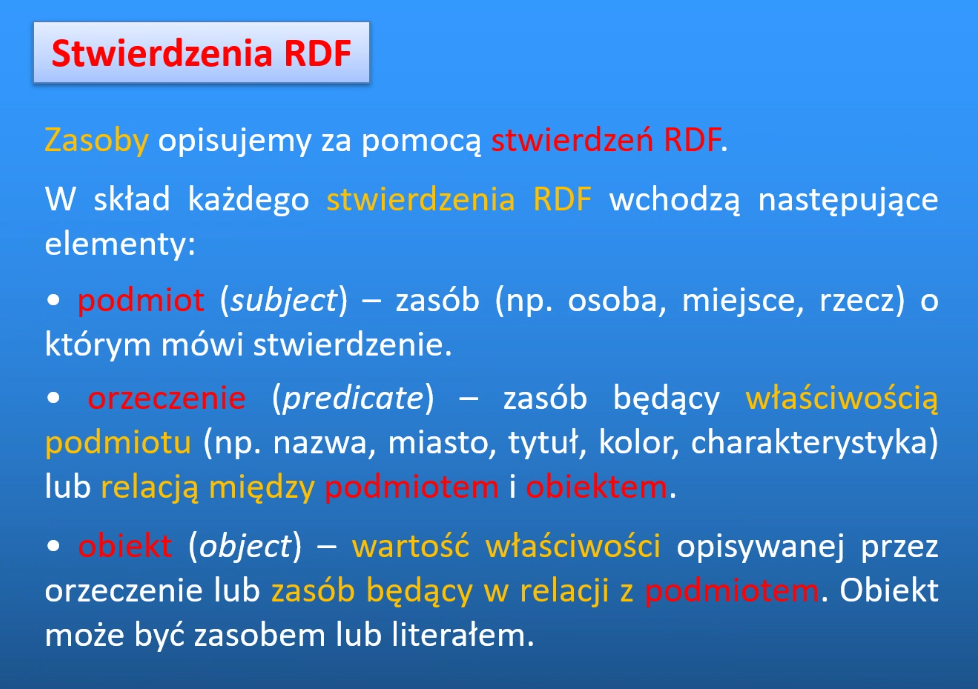 Stwierdzenia RDF
Zasoby opisujemy za pomocą stwierdzeń RDF.
W skład każdego stwierdzenia RDF wchodzą następujące
elementy:
• podmiot (subject) – zasób (np. osoba, miejsce, rzecz) o
którym mówi stwierdzenie.
• orzeczenie (predicate) – zasób będący właściwością
podmiotu (np. nazwa, miasto, tytuł, kolor, charakterystyka)
lub relacją między podmiotem i obiektem.
• obiekt (object) – wartość właściwości opisywanej przez
orzeczenie lub zasób będący w relacji z podmiotem. Obiekt
może być zasobem lub literałem.